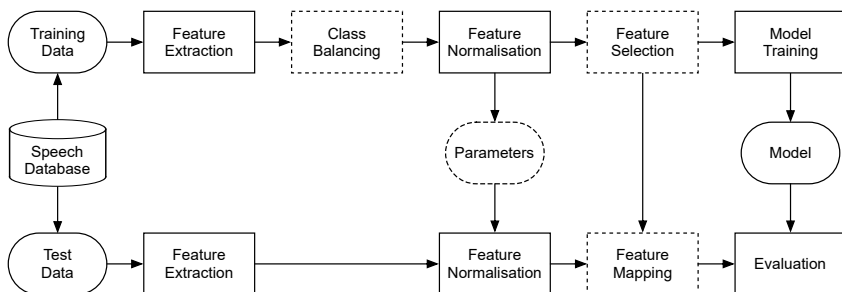 Training
Data
Feature
Extraction
Class
Balancing
Feature
Normalisation
Feature
Selection
Model
Training
Speech
Database
Parameters
Model
Test
Data
Feature
Extraction
Feature
Normalisation
Feature
Mapping
Evaluation